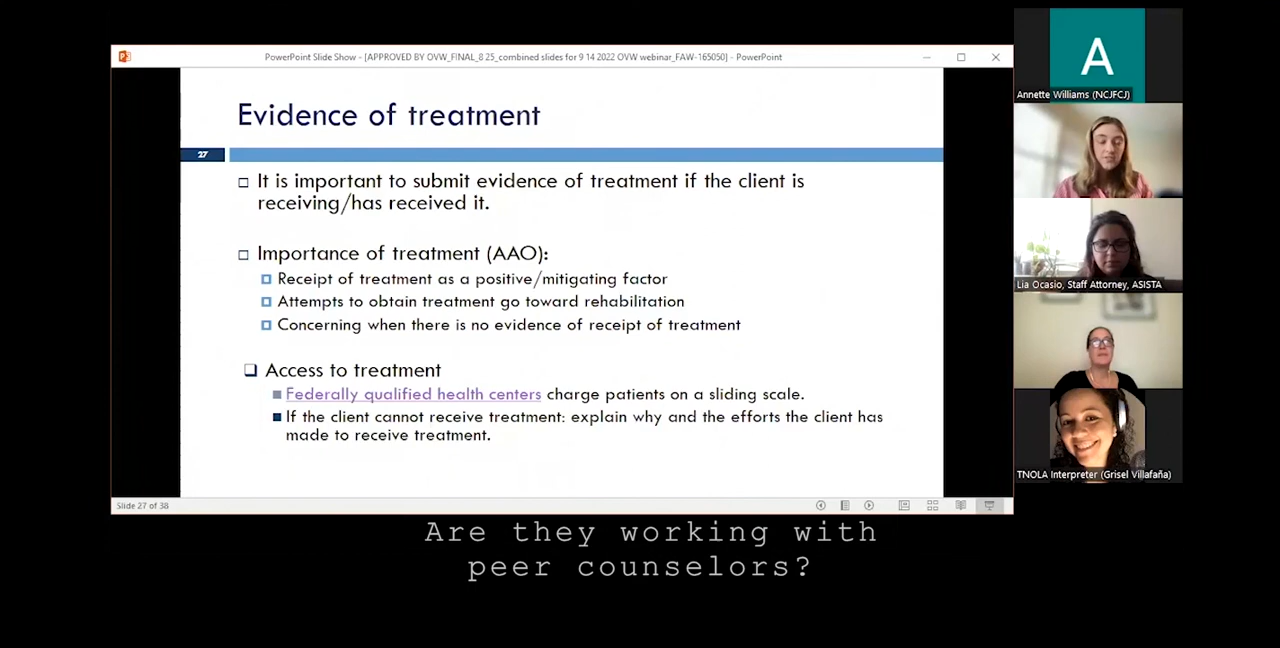 PowerPoint Slide Show - [APPROVED BY OVW_FINAL_8 25_combined slides for 9 14 2022 OVW webinar_FAW-165050] - PowerPoint
Evidence of treatment
27
It is important to submit evidence of treatment if the client is
receiving/has received it.
Importance of treatment (AAO):
Receipt of treatment as a positive/mitigating factor
Attempts to obtain treatment go toward rehabilitation
Concerning when there is no evidence of receipt of treatment
Access to treatment
Federally qualified health centers charge patients on a sliding scale.
If the client cannot receive treatment: explain why and the efforts the client has
made to receive treatment.
Slide 27 of 38
A
Annette Williams (NCJFCJ)
Lia Ocasio, Staff Attorney, ASISTA
TNOLA Interpreter (Grisel Villafaña)
Are they working with
peer counselors?